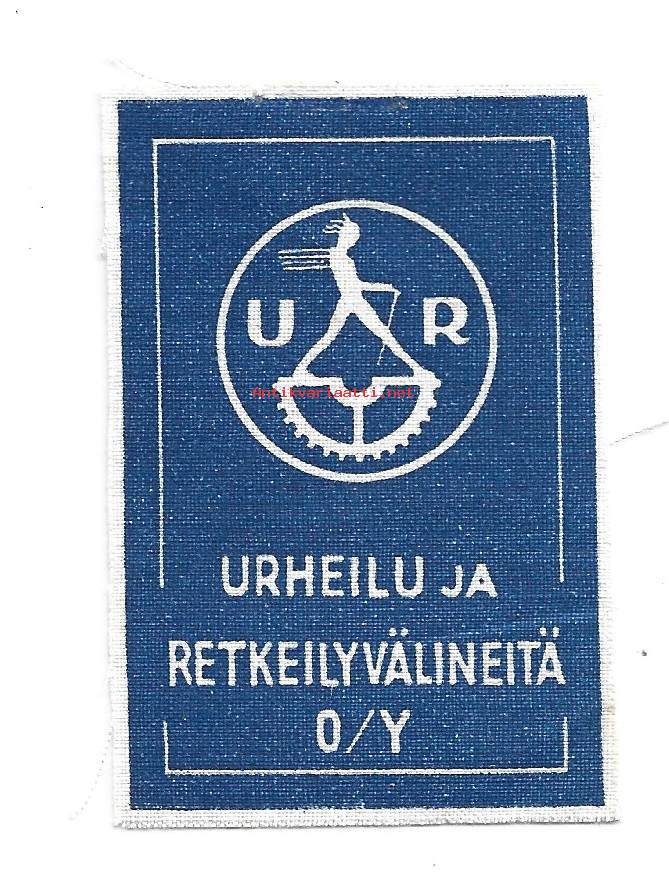 U R
Antikvariaatti.net
URHEILU JA
RETKEILYVÄLINEITÄ
O/Y